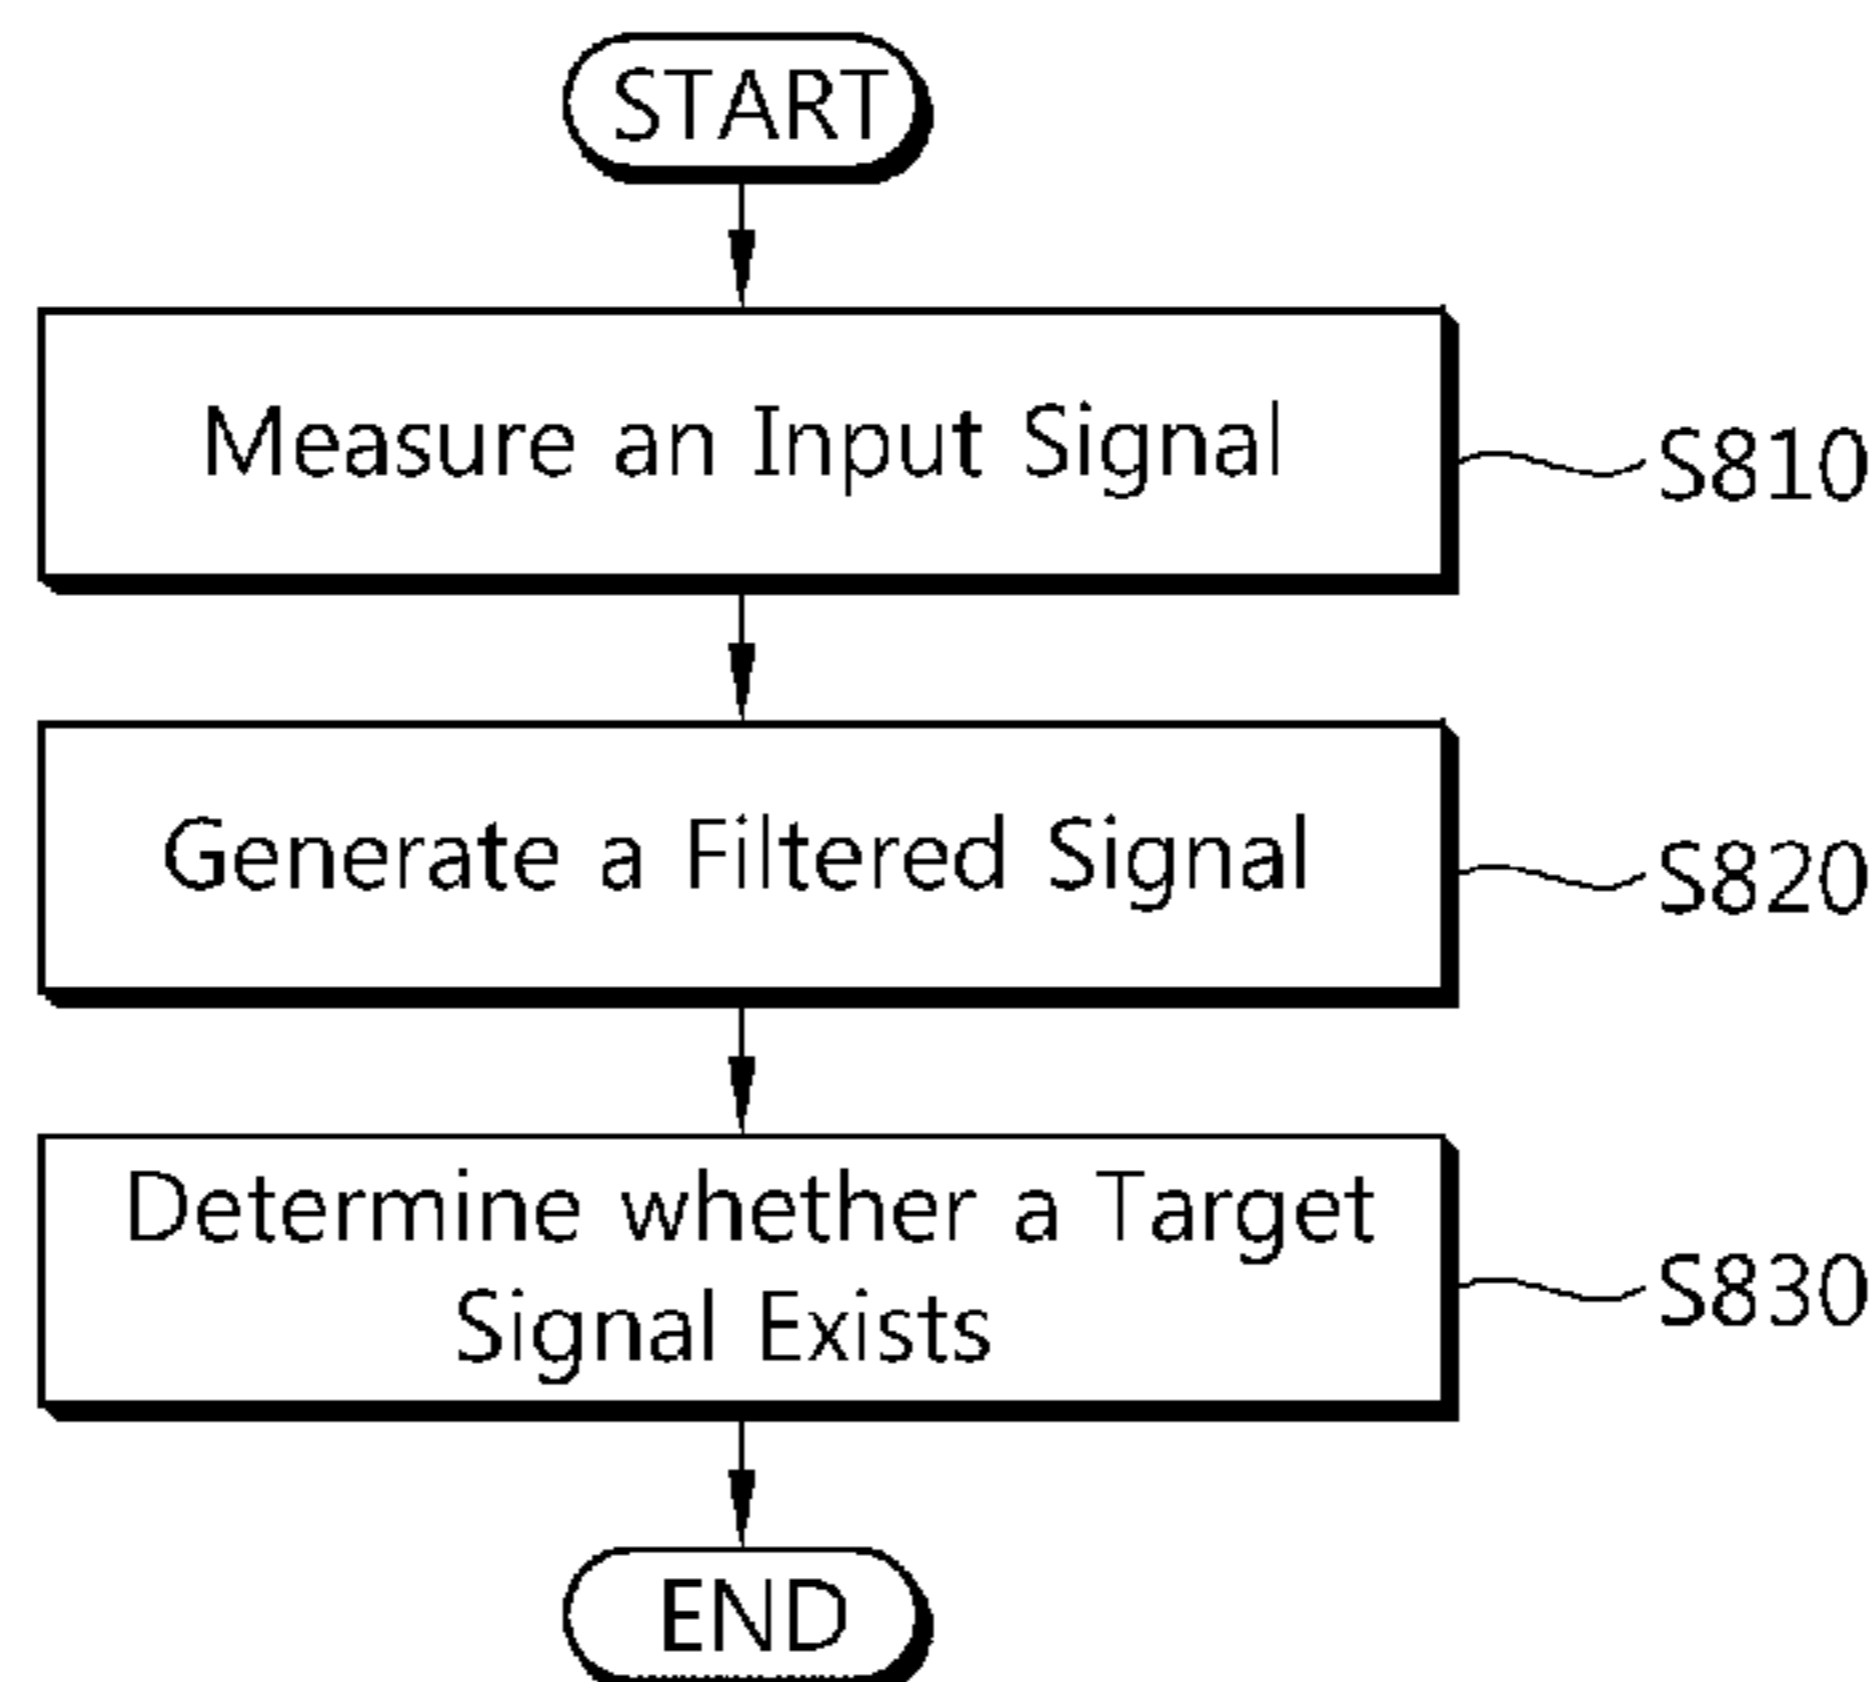 START
Measure an Input Signal
S810
Generate a Filtered Signal
S820
Determine whether a Target
Signal Exists
S830
END